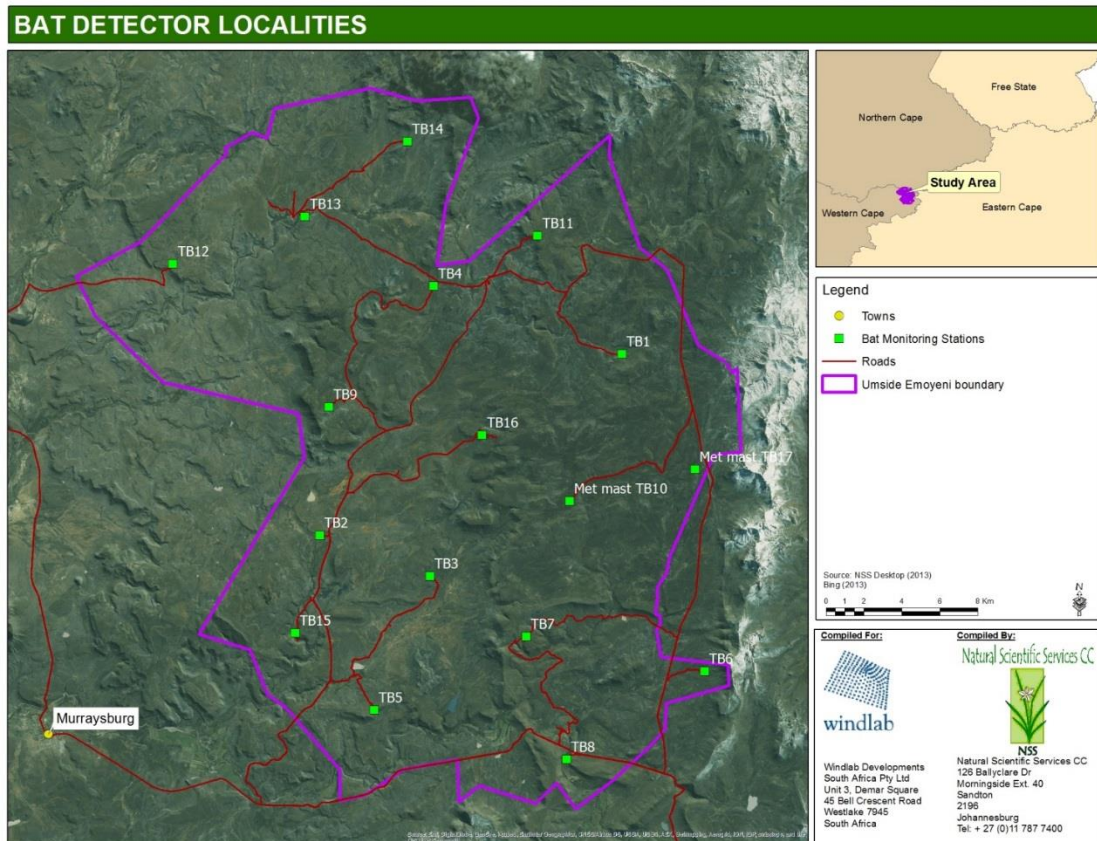 BAT DETECTOR LOCALITIES
TB14
TB13
TB11
TB12
TB4
TB1
TB9
TB16
Met mast TB17
Met mast TB10
TB2
TB3
TB15
TB7
TB6
TB5
Murraysburg
TB8
Free State
Northern Cape
Study Area
Western Cape
Eastern Cape
Legend
Towns
Bat Monitoring Stations
Roads
Umside Emoyeni boundary
Source: NSS Desktop (2013)
Bing (2013)
0 1 2 4 6 8 Km
N
Compiled For:
windlab
Windlab Developments
South Africa Pty Ltd
Unit 3, Demar Square
45 Bell Crescent Road
Westlake 7945
South Africa
Compiled By:
Natural Scientific Services CC
NSS
Natural Scientific Services CC
126 Ballyclare Dr
Morningside Ext. 40
Sandton
2196
Johannesburg
Tel: + 27 (0)11 787 7400